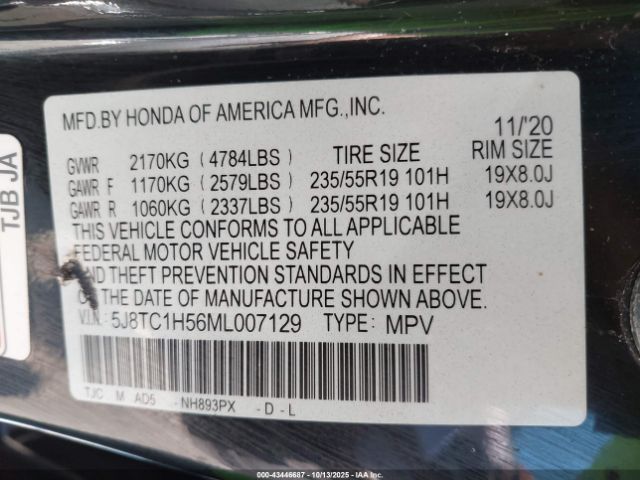 MFD.BY HONDA OF AMERICA MFG.,INC.
11/'20
GVWR 2170KG (4784LBS) TIRE SIZE RIM SIZE
GAWR F 1170KG (2579LBS) 235/55R19 101H 19X8.0J
GAWR R 1060KG (2337LBS) 235/55R19 101H 19X8.0J
THIS VEHICLE CONFORMS TO ALL APPLICABLE
FEDERAL MOTOR VEHICLE SAFETY
AND THEFT PREVENTION STANDARDS IN EFFECT
ON THE DATE OF MANUFACTURE SHOWN ABOVE.
V.I.N. 5J8TC1H56ML007129 TYPE: MPV
TJC M AD5 -NH893PX -D-L
TJB JA
000-43446687 - 10/13/2025 - IAA Inc.